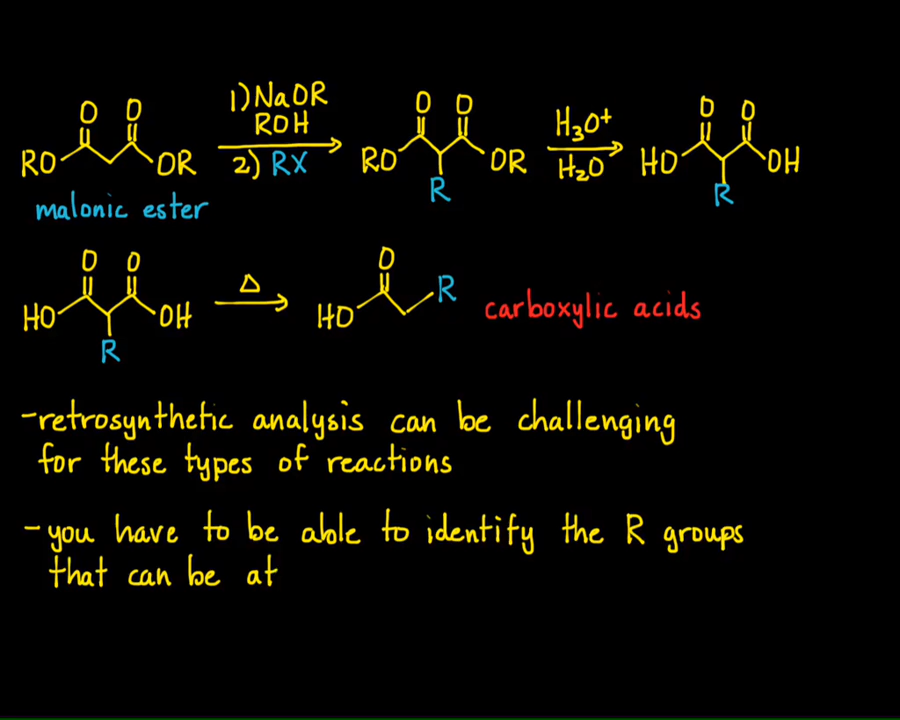 O O 1) NaOR O O H₃O+ O O
ROH
RO OR 2) RX RO OR H₂O HO OH
R R
malonic ester
O O Δ O R
HO OH HO carboxylic acids
R
-retrosynthetic analysis can be challenging
for these types of reactions
-you have to be able to identify the R groups
that can be at